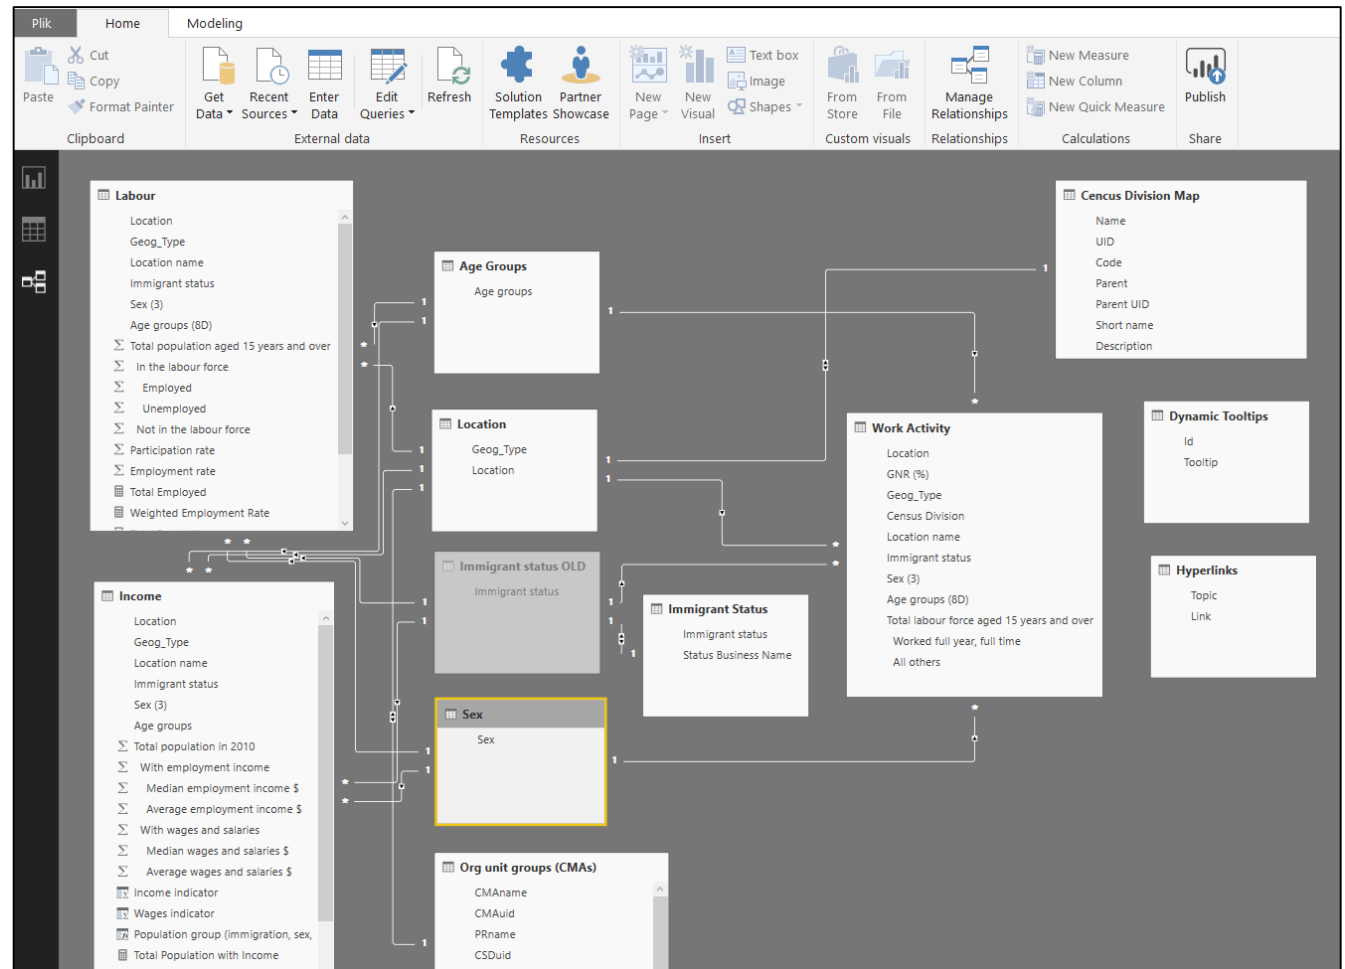 Plik Home Modeling
Cut
Copy
Format Painter
Paste
Get Data
Recent Sources
Enter Data
Edit Queries
Refresh
Solution Templates
Partner Showcase
New Page
New Visual
Text box
Image
Shapes
From Store
From File
Manage Relationships
New Measure
New Column
New Quick Measure
Publish
Clipboard External data Resources Insert Custom visuals Relationships Calculations Share
Labour
Location
Geog_Type
Location name
Immigrant status
Sex (3)
Age groups (8D)
Total population aged 15 years and over
In the labour force
Employed
Unemployed
Not in the labour force
Participation rate
Employment rate
Total Employed
Weighted Employment Rate
Age Groups
Age groups
Location
Geog_Type
Location
Immigrant status OLD
Immigrant status
Immigrant Status
Immigrant status
Status Business Name
Sex
Sex
Org unit groups (CMAs)
CMAname
CMAuid
PRname
CSDuid
Income
Location
Geog_Type
Location name
Immigrant status
Sex (3)
Age groups
Total population in 2010
With employment income
Median employment income $
Average employment income $
With wages and salaries
Median wages and salaries $
Average wages and salaries $
Income indicator
Wages indicator
Population group (immigration, sex,
Total Population with Income
Cencus Division Map
Name
UID
Code
Parent
Parent UID
Short name
Description
Work Activity
Location
GNR (%)
Geog_Type
Census Division
Location name
Immigrant status
Sex (3)
Age groups (8D)
Total labour force aged 15 years and over
Worked full year, full time
All others
Dynamic Tooltips
Id
Tooltip
Hyperlinks
Topic
Link